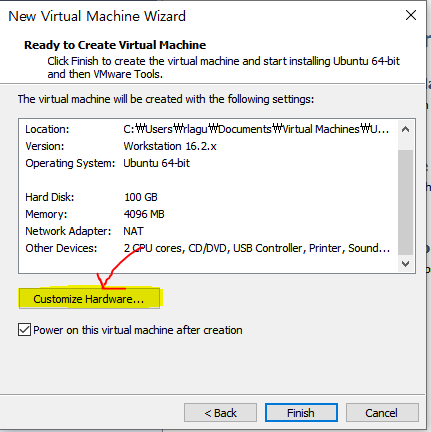 New Virtual Machine Wizard
Ready to Create Virtual Machine
Click Finish to create the virtual machine and start installing Ubuntu 64-bit
and then VMware Tools.
The virtual machine will be created with the following settings:
Location: C:₩Users₩rlagu₩Documents₩Virtual Machines₩U...
Version: Workstation 16.2.x
Operating System: Ubuntu 64-bit
Hard Disk: 100 GB
Memory: 4096 MB
Network Adapter: NAT
Other Devices: 2 CPU cores, CD/DVD, USB Controller, Printer, Sound...
Customize Hardware...
Power on this virtual machine after creation
< Back Finish Cancel